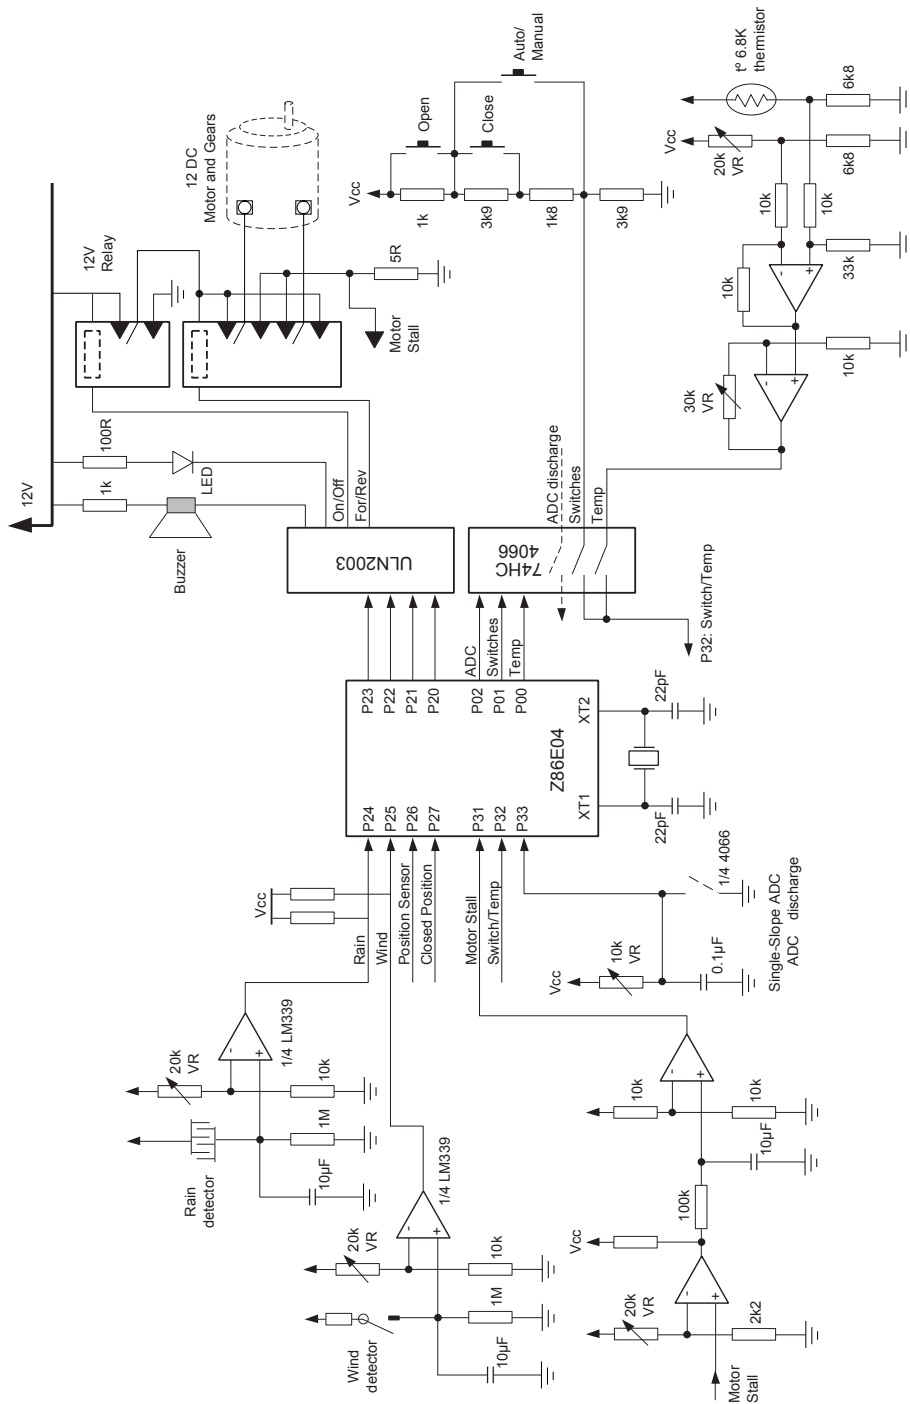 12V
1k
100R
LED
Buzzer
12V
Relay
12 DC
Motor and Gears
5R
Motor
Stall
On/Off
For/Rev
ULN2003
Vcc
1k
3k9
1k8
3k9
Open
Close
Auto/
Manual
74HC
4066
ADC discharge
Switches
Temp
P32: Switch/Temp
Vcc
20k
VR
tº 6.8K
thermistor
6k8
6k8
10k
10k
33k
10k
-
+
30k
VR
10k
-
+
P23
P22
P21
P20
P02
P01
P00
ADC
Switches
Temp
Z86E04
XT1
XT2
22pF
22pF
P24
P25
P26
P27
P31
P32
P33
Vcc
Rain
Wind
Position Sensor
Closed Position
Motor Stall
Switch/Temp
Vcc
10k
VR
0.1µF
1/4 4066
Single-Slope ADC
ADC discharge
20k
VR
10k
1M
10µF
Rain
detector
-
+
1/4 LM339
20k
VR
10k
1M
10µF
Wind
detector
-
+
1/4 LM339
10k
10k
10µF
100k
-
+
Vcc
20k
VR
2k2
-
+
Motor
Stall